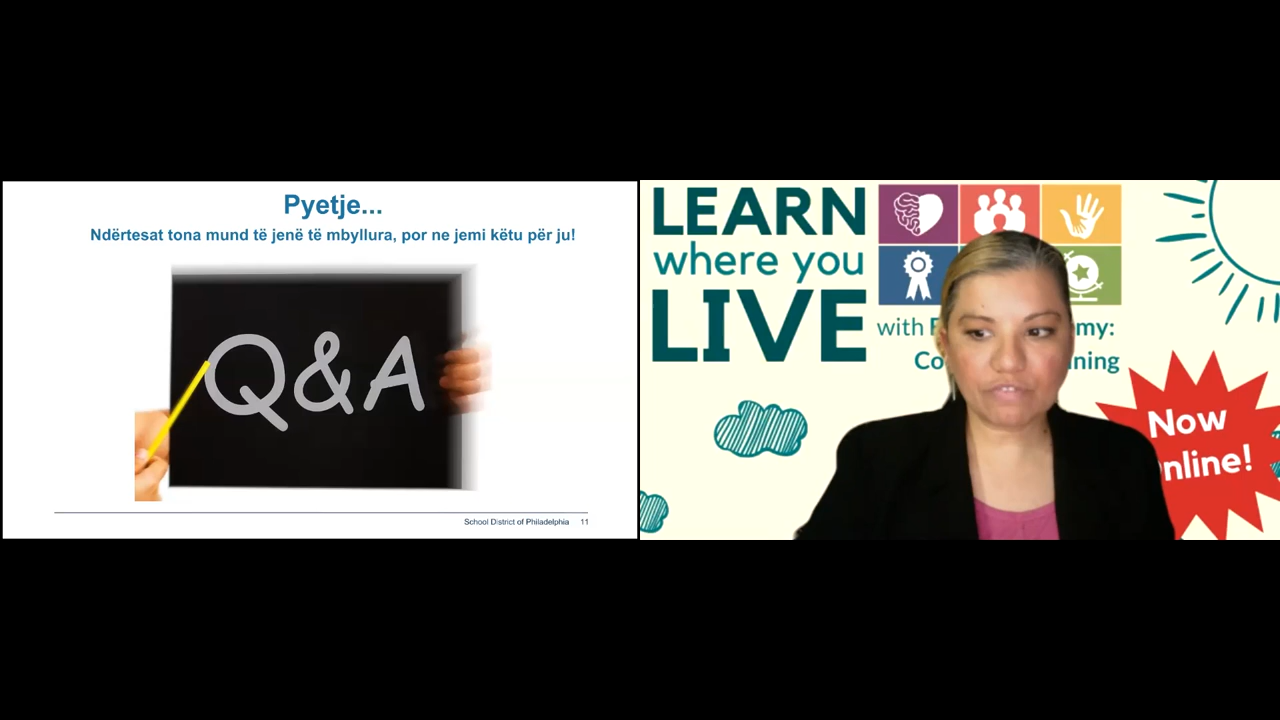 Pyetje...
Ndërtesat tona mund të jenë të mbyllura, por ne jemi këtu për ju!
Q&A
School District of Philadelphia 11
LEARN
where you
LIVE
with
Now